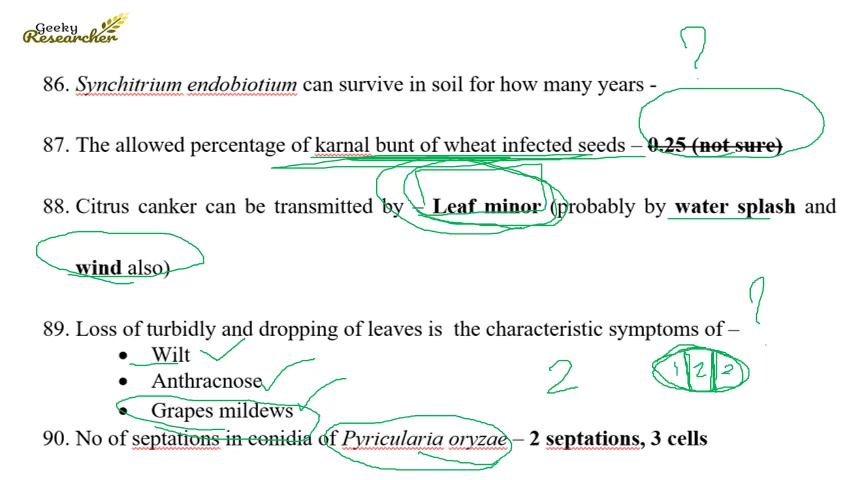 Geeky
Researcher
?
86. Synchitrium endobiotium can survive in soil for how many years -
87. The allowed percentage of karnal bunt of wheat infected seeds – 0.25 (not sure)
88. Citrus canker can be transmitted by – Leaf minor (probably by water splash and
wind also)
?
89. Loss of turbidly and dropping of leaves is the characteristic symptoms of –
• Wilt
• Anthracnose
• Grapes mildews
2
1 2 2
90. No of septations in conidia of Pyricularia oryzae – 2 septations, 3 cells